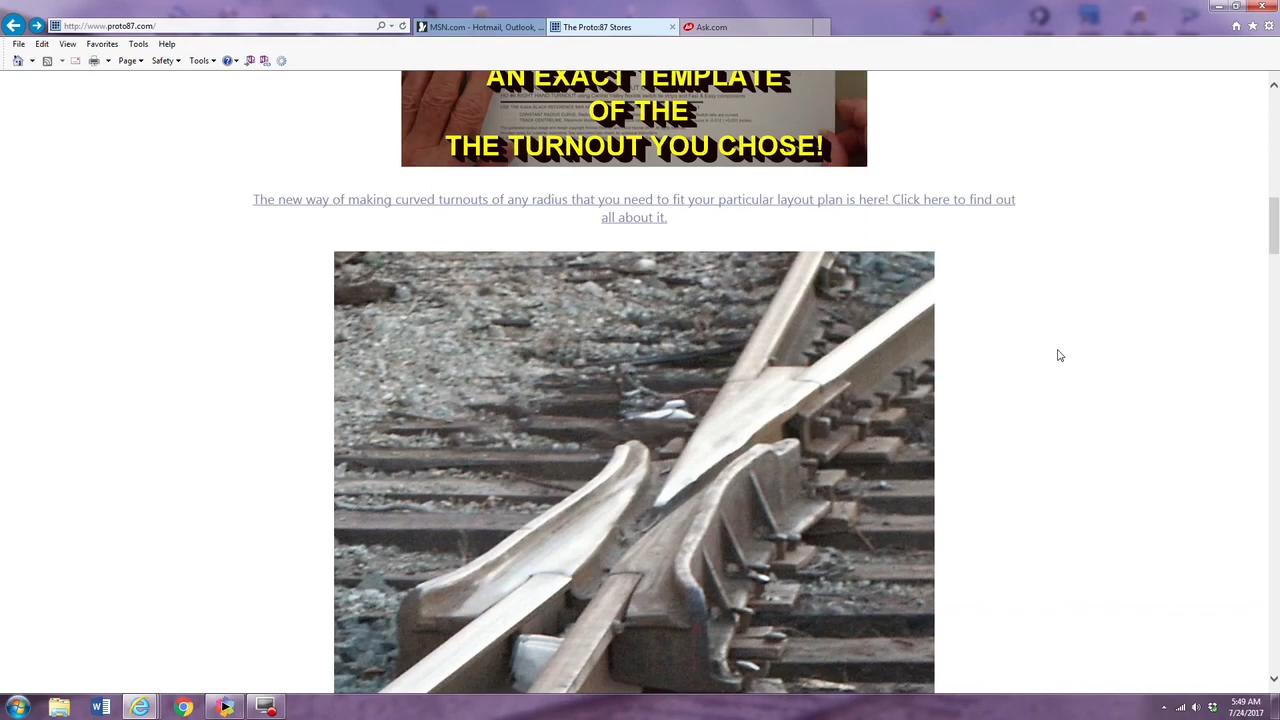 http://www.proto87.com/
MSN.com - Hotmail, Outlook, ...
The Proto:87 Stores
Ask.com
File Edit View Favorites Tools Help
Page Safety Tools
AN EXACT TEMPLATE
OF THE
THE TURNOUT YOU CHOSE!
The new way of making curved turnouts of any radius that you need to fit your particular layout plan is here! Click here to find out
all about it.
5:49 AM
7/24/2017